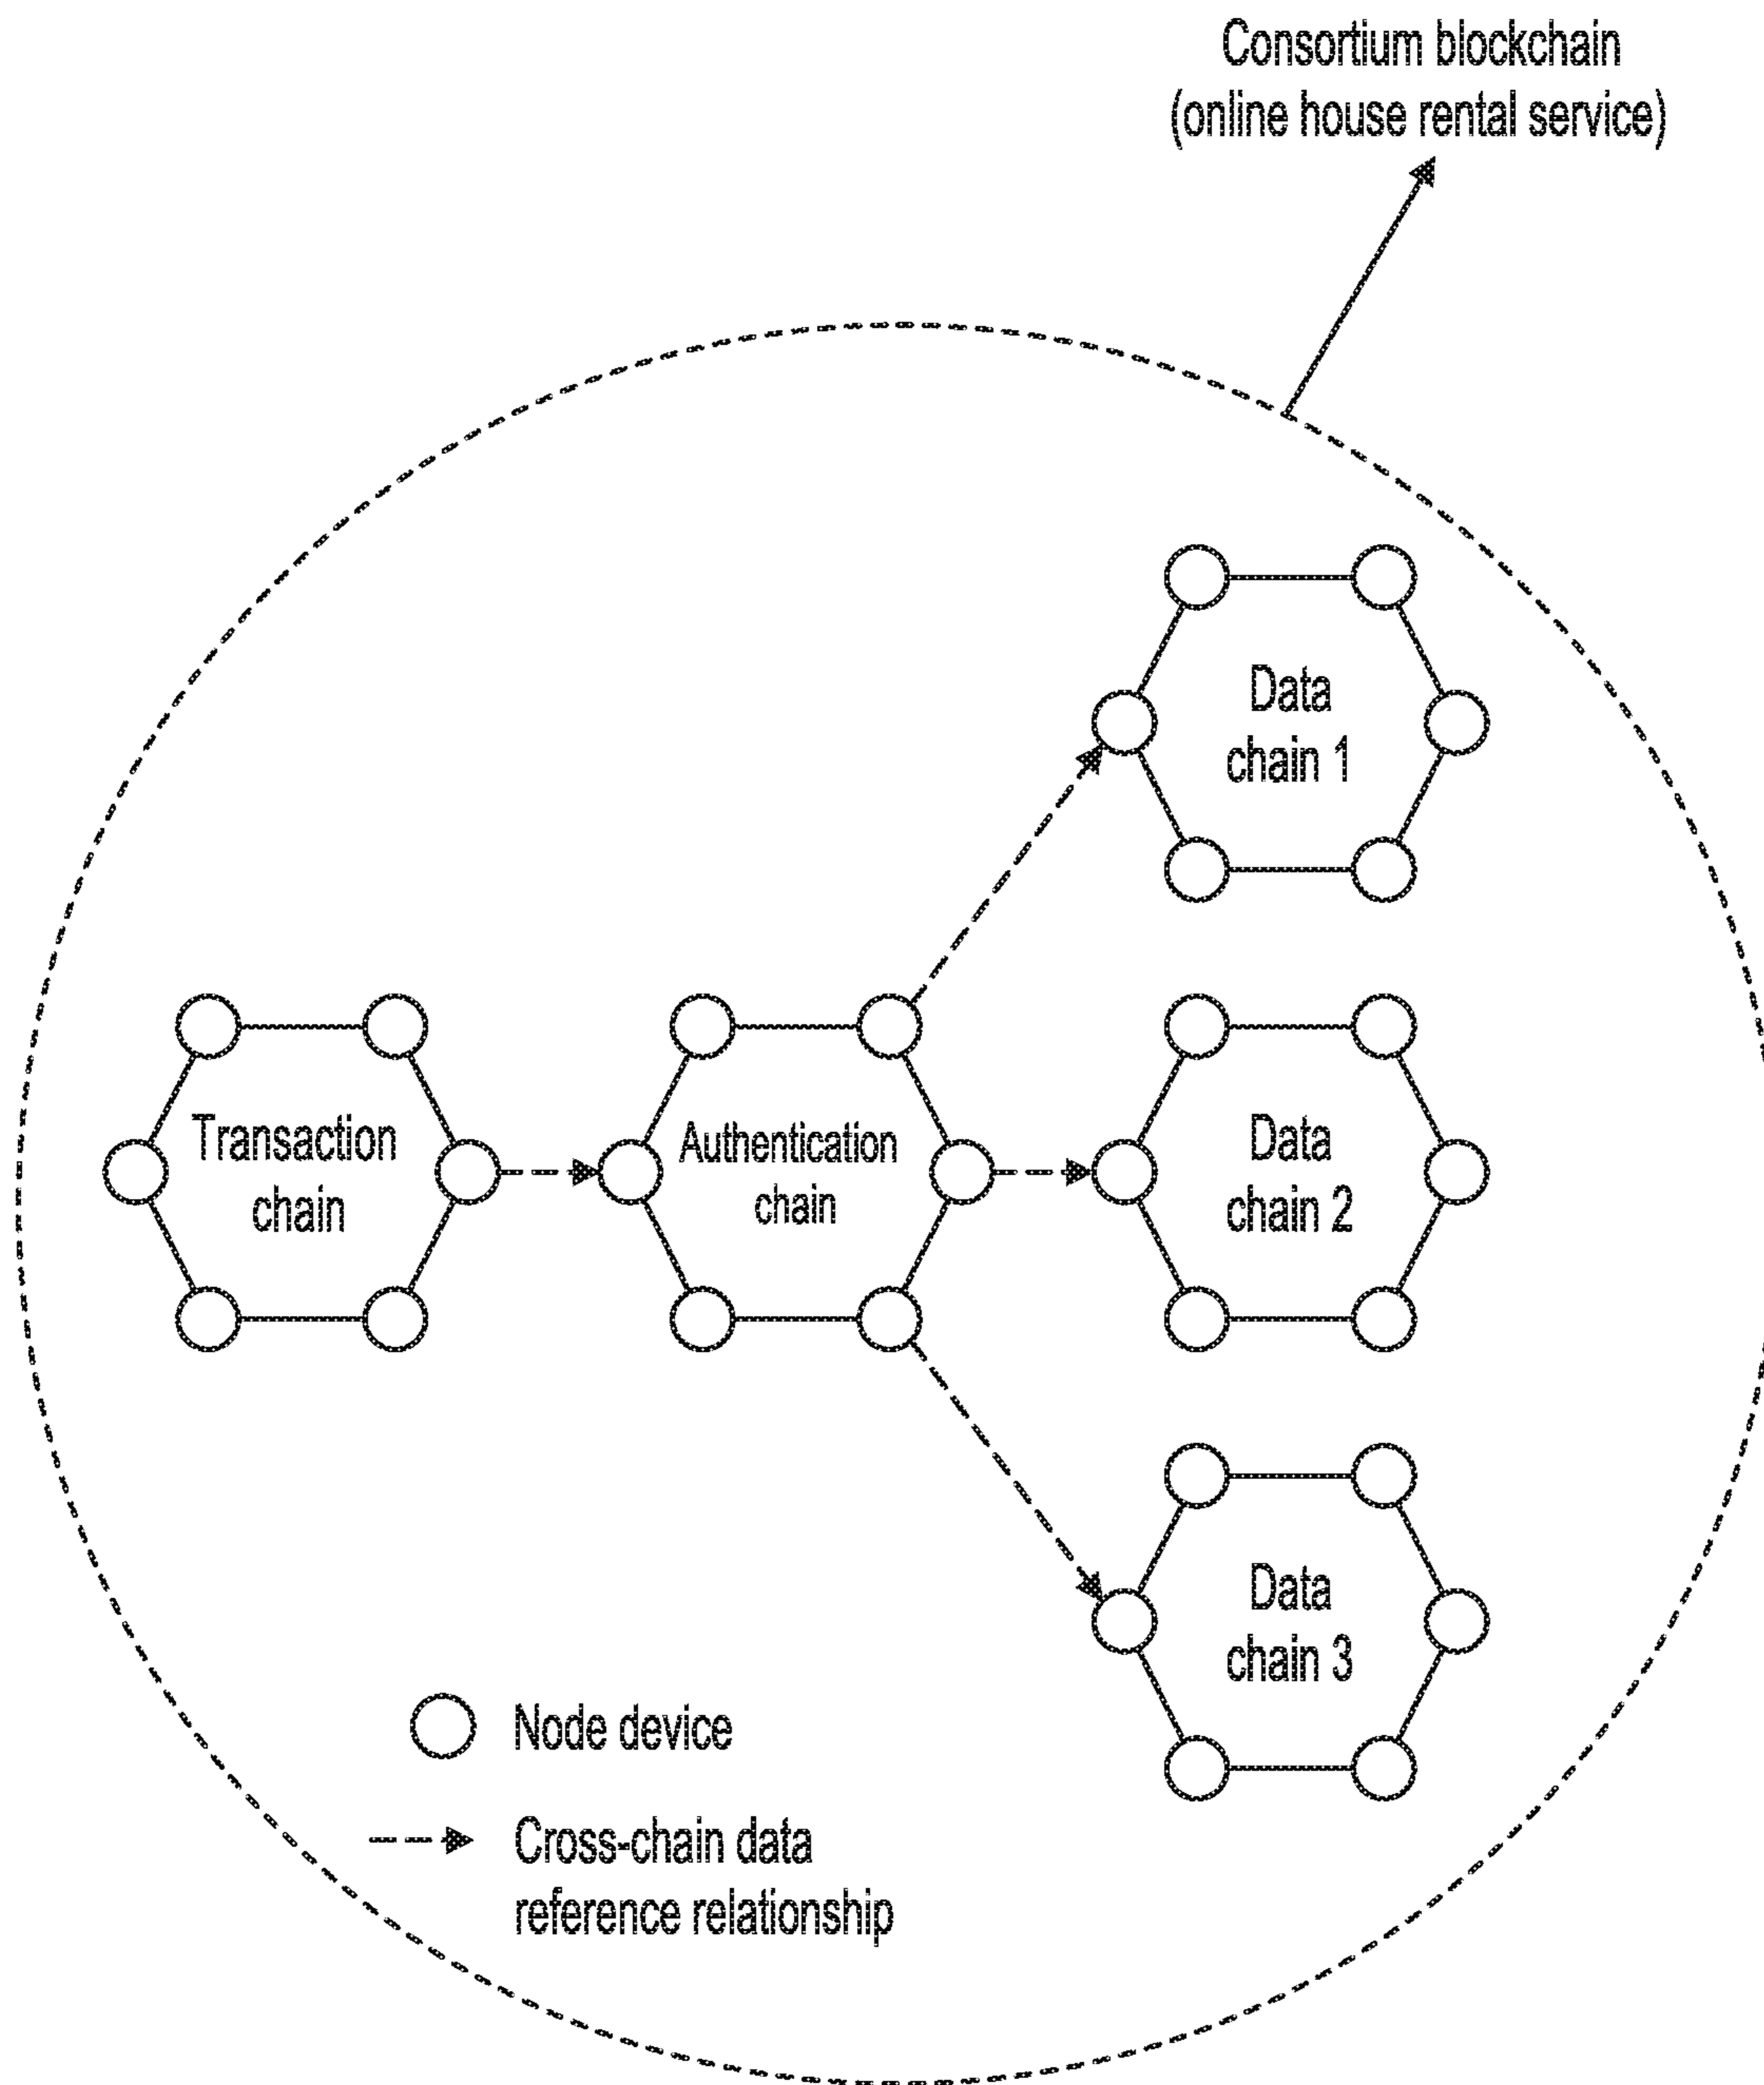 Consortium blockchain
(online house rental service)
Data
chain 1
Transaction
chain
Authentication
chain
Data
chain 2
Data
chain 3
Node device
Cross-chain data
reference relationship